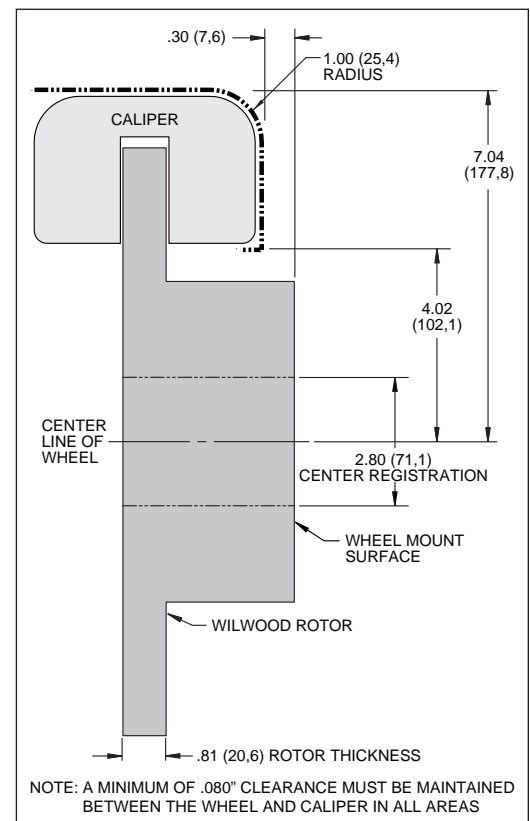 .30 (7,6)
1.00 (25,4)
RADIUS
CALIPER
7.04
(177,8)
4.02
(102,1)
CENTER
LINE OF
WHEEL
2.80 (71,1)
CENTER REGISTRATION
WHEEL MOUNT
SURFACE
WILWOOD ROTOR
.81 (20,6) ROTOR THICKNESS
NOTE: A MINIMUM OF .080" CLEARANCE MUST BE MAINTAINED
BETWEEN THE WHEEL AND CALIPER IN ALL AREAS